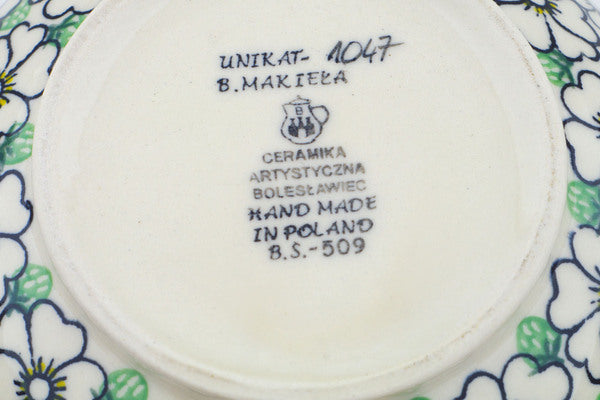 UNIKAT- 1047
B. MAKIEŁA
B
CERAMIKA
ARTYSTYCZNA
BOLESŁAWIEC
HAND MADE
IN POLAND
B.S.-509